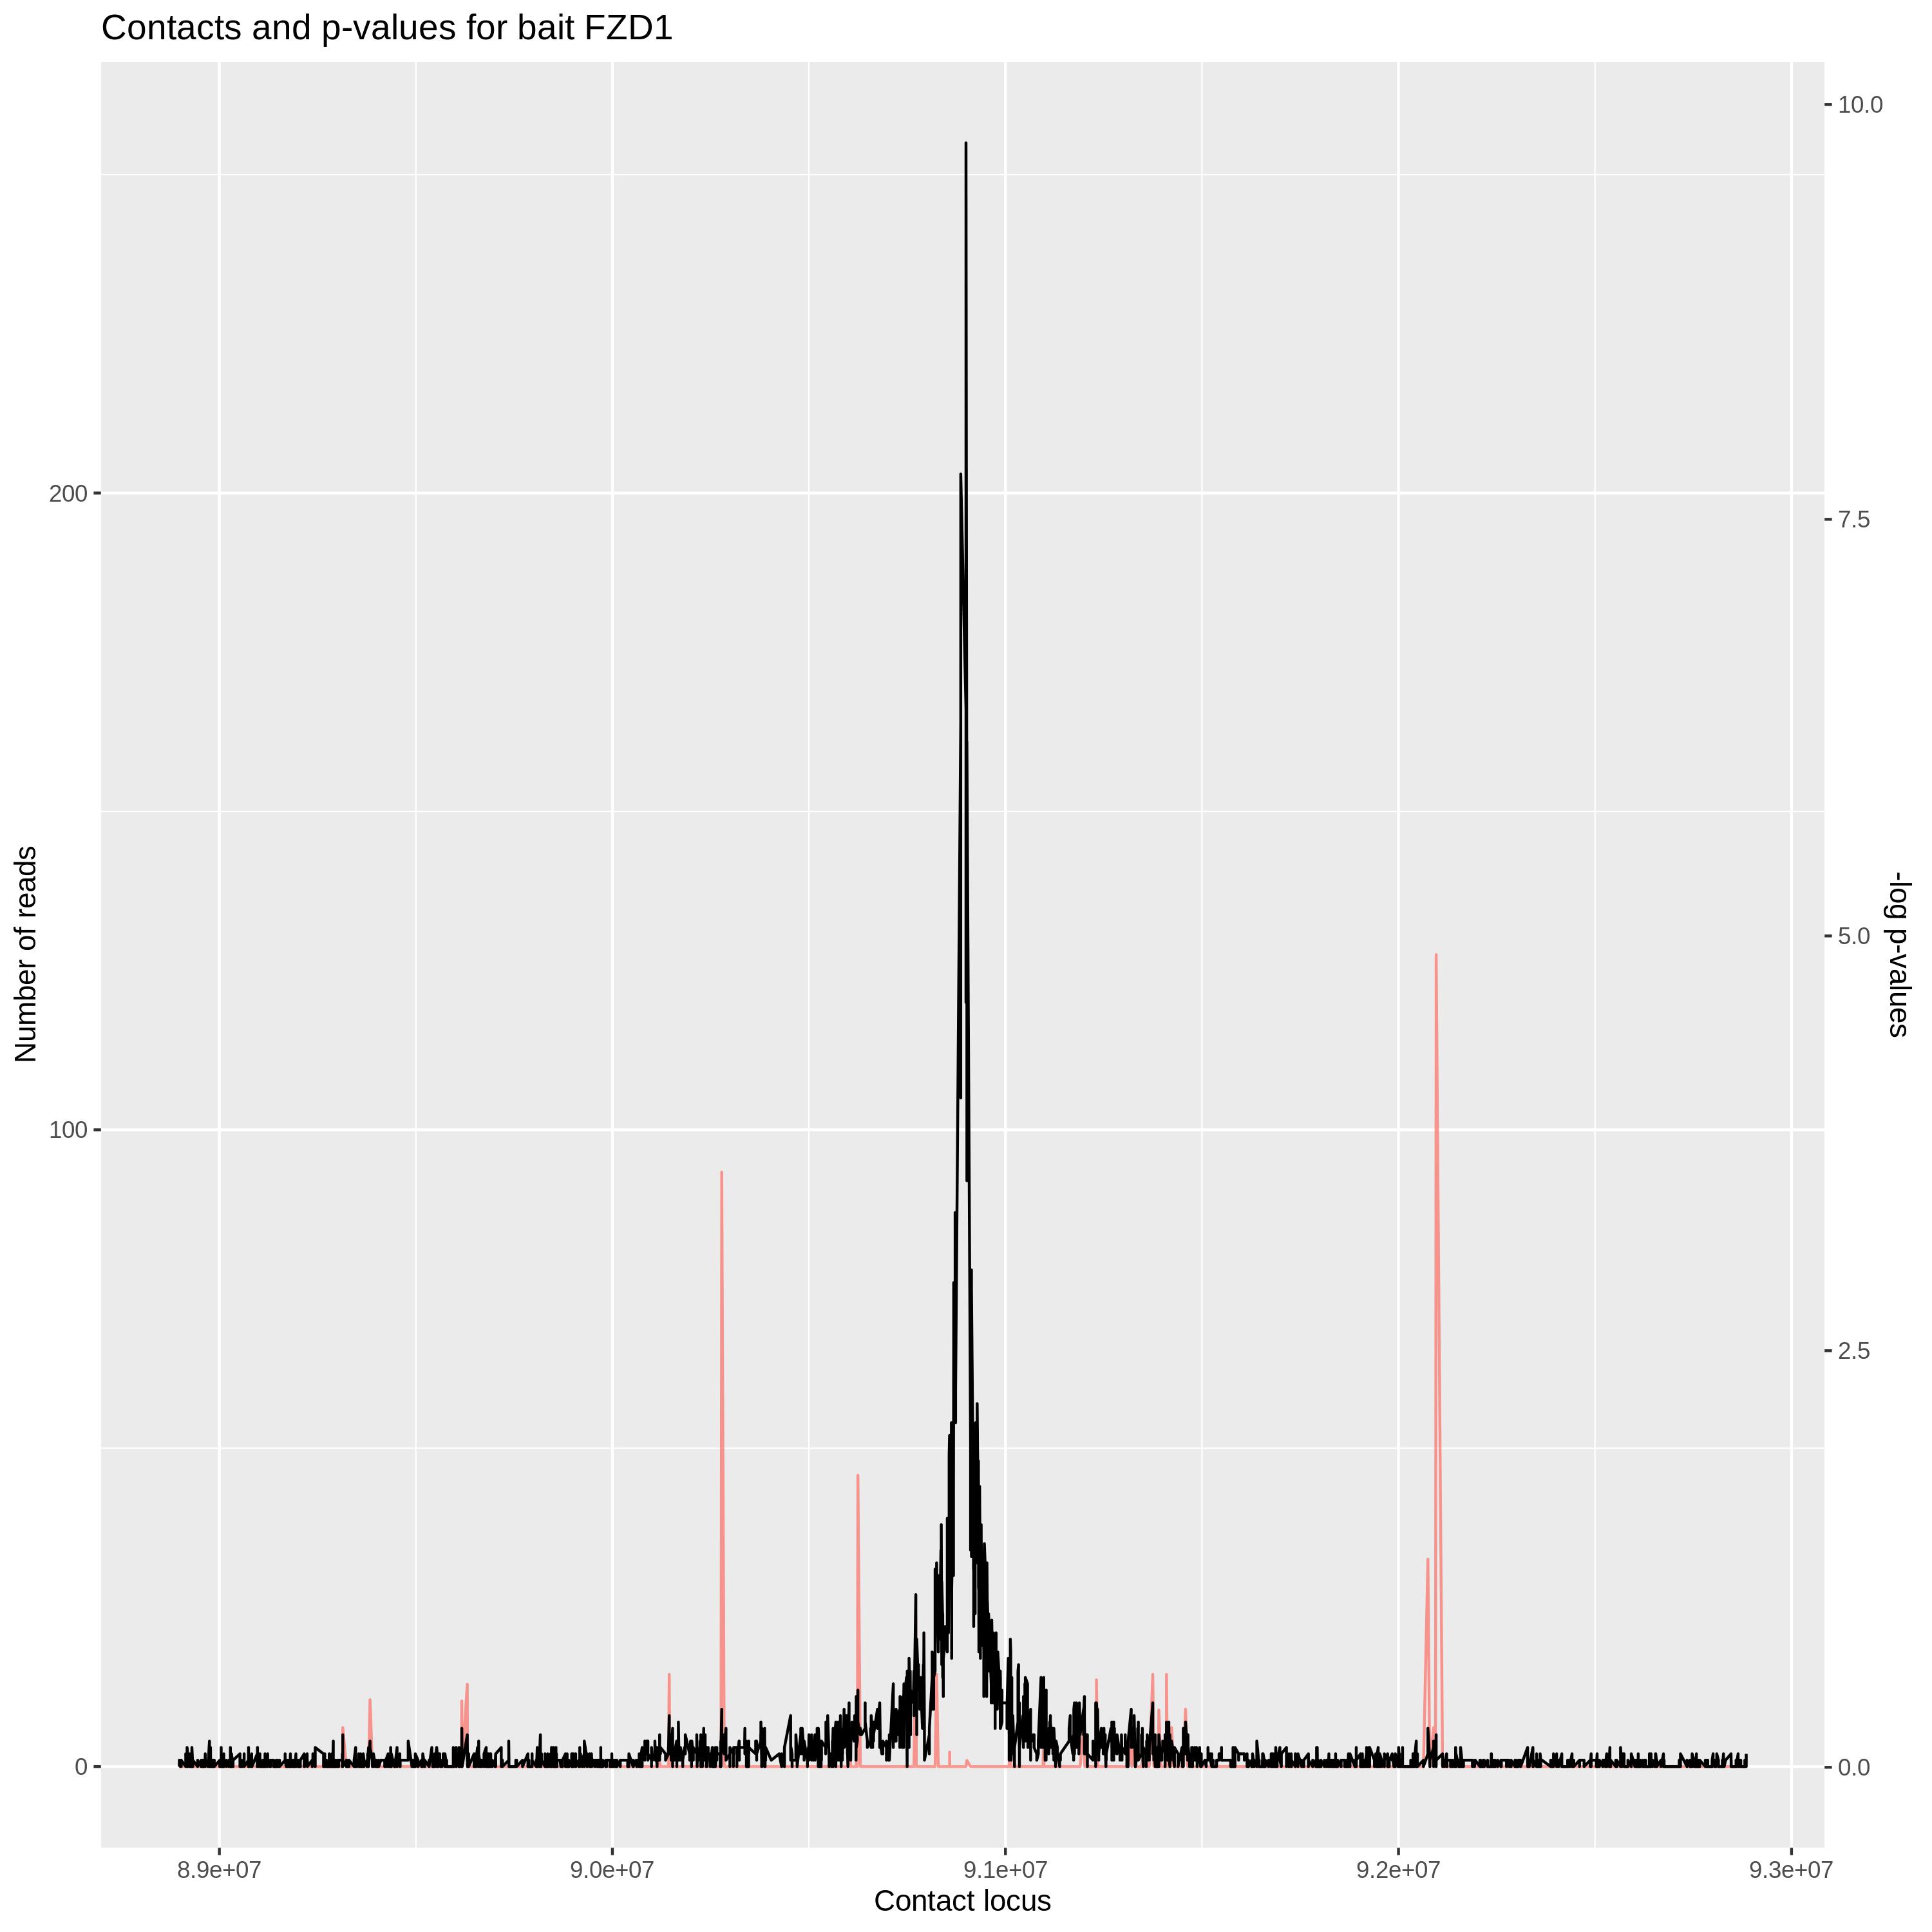 Contacts and p-values for bait FZD1
Number of reads
200
100
0
10.0
7.5
5.0
2.5
0.0
-log p-values
8.9e+07
9.0e+07
9.1e+07
9.2e+07
9.3e+07
Contact locus